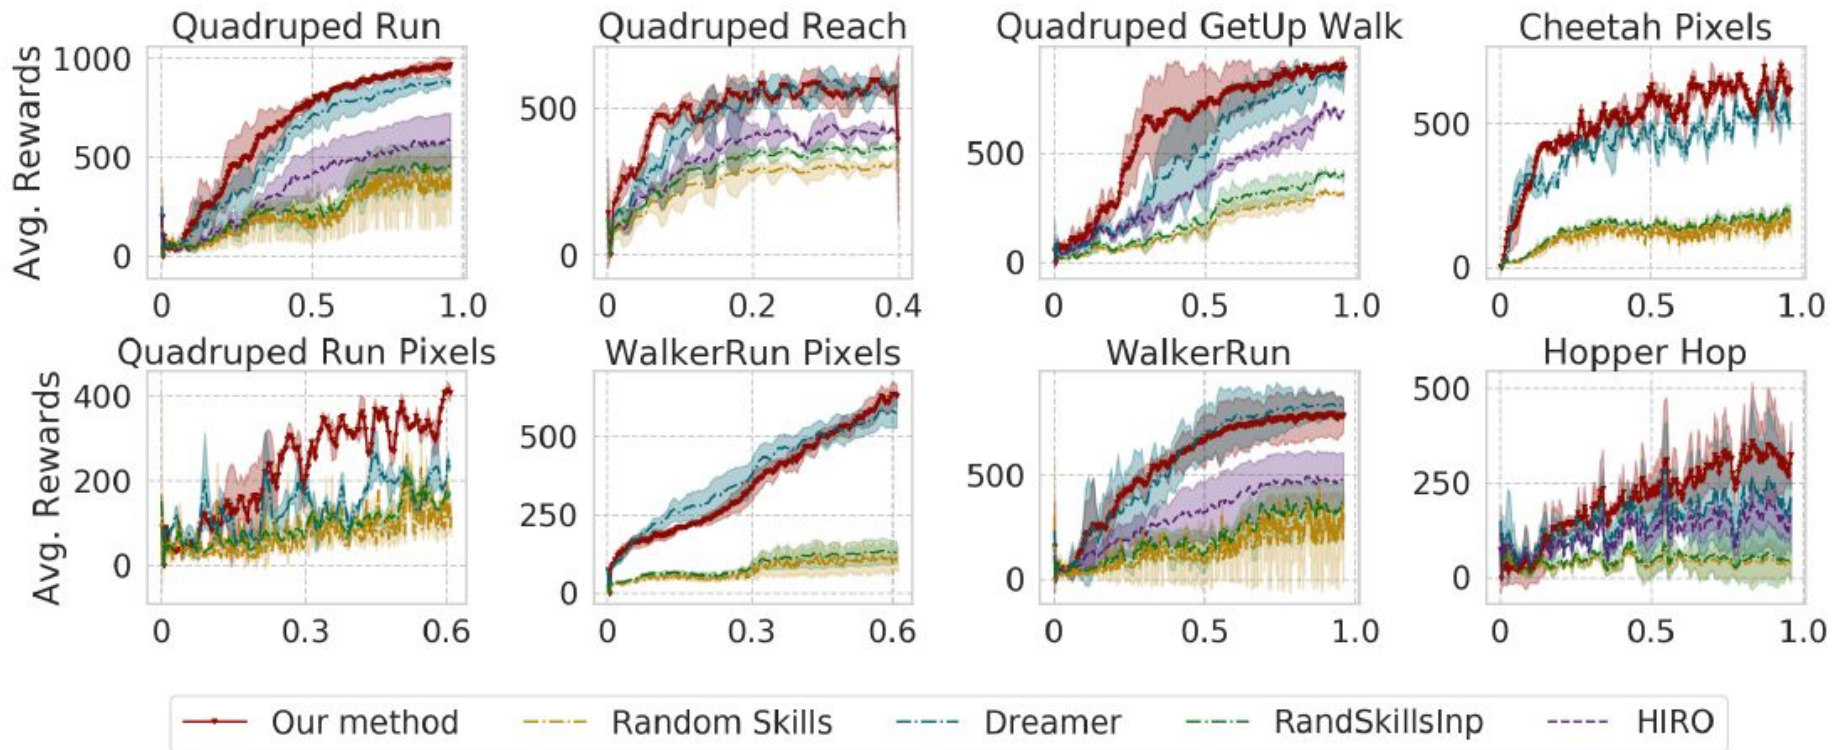 Quadruped Run
Quadruped Reach
Quadruped GetUp Walk
Cheetah Pixels
Avg. Rewards
1000
500
0
0 0.5 1.0
500
0
0 0.2 0.4
500
0
0 0.5 1.0
500
0
0 0.5 1.0
Quadruped Run Pixels
WalkerRun Pixels
WalkerRun
Hopper Hop
Avg. Rewards
400
200
0
0 0.3 0.6
500
250
0
0 0.3 0.6
500
0
0 0.5 1.0
500
250
0
0 0.5 1.0
Our method Random Skills Dreamer RandSkillsInp HIRO